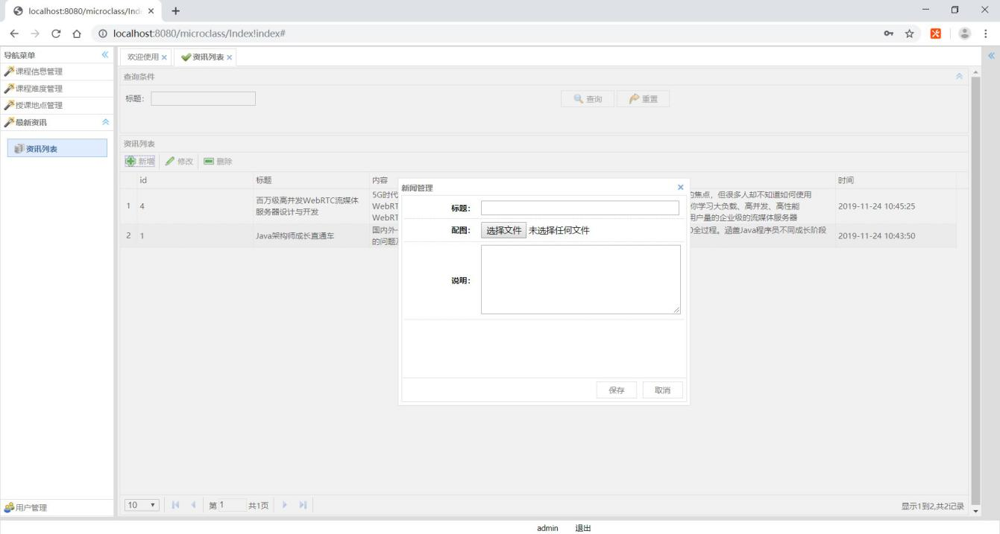 localhost:8080/microclass/Inde
localhost:8080/microclass/Index!index#
导航菜单
课程信息管理
课程难度管理
授课地点管理
最新资讯
资讯列表
用户管理
欢迎使用
资讯列表
查询条件
标题:
查询
重置
资讯列表
新增 修改 删除
id 标题 内容 时间
1 4 百万级高并发WebRTC流媒体
服务器设计与开发
5G时代
WebRT
WebRT
的焦点，但很多人却不知道如何使用
你学习大负载、高并发、高性能
用户量的企业级的流媒体服务器
2019-11-24 10:45:25
2 1 Java架构师成长直通车
国内外一
的问题及
0全过程。涵盖Java程序员不同成长阶段
2019-11-24 10:43:50
新闻管理
标题:
配图: 选择文件 未选择任何文件
说明:
保存 取消
10 第 1 共1页
显示1到2,共2记录
admin 退出